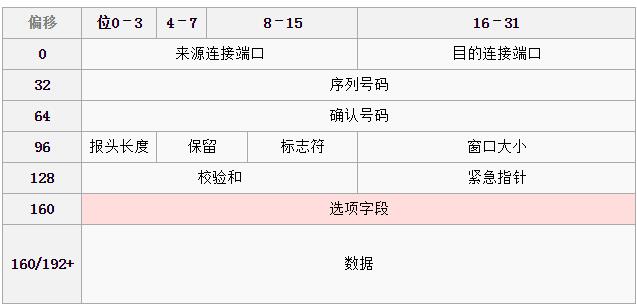 偏移 位0－3 4－7 8－15 16－31
0 来源连接端口 目的连接端口
32 序列号码
64 确认号码
96 报头长度 保留 标志符 窗口大小
128 校验和 紧急指针
160 选项字段
160/192+ 数据